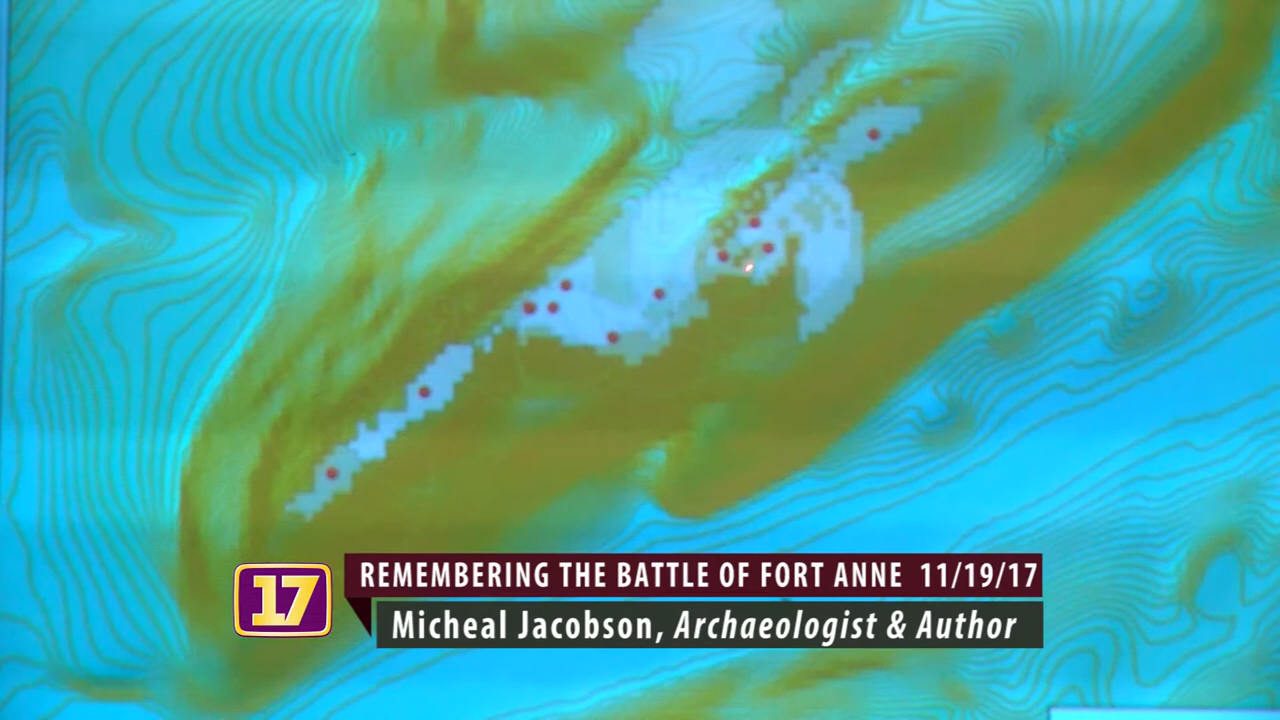 17
REMEMBERING THE BATTLE OF FORT ANNE 11/19/17
Micheal Jacobson, Archaeologist & Author